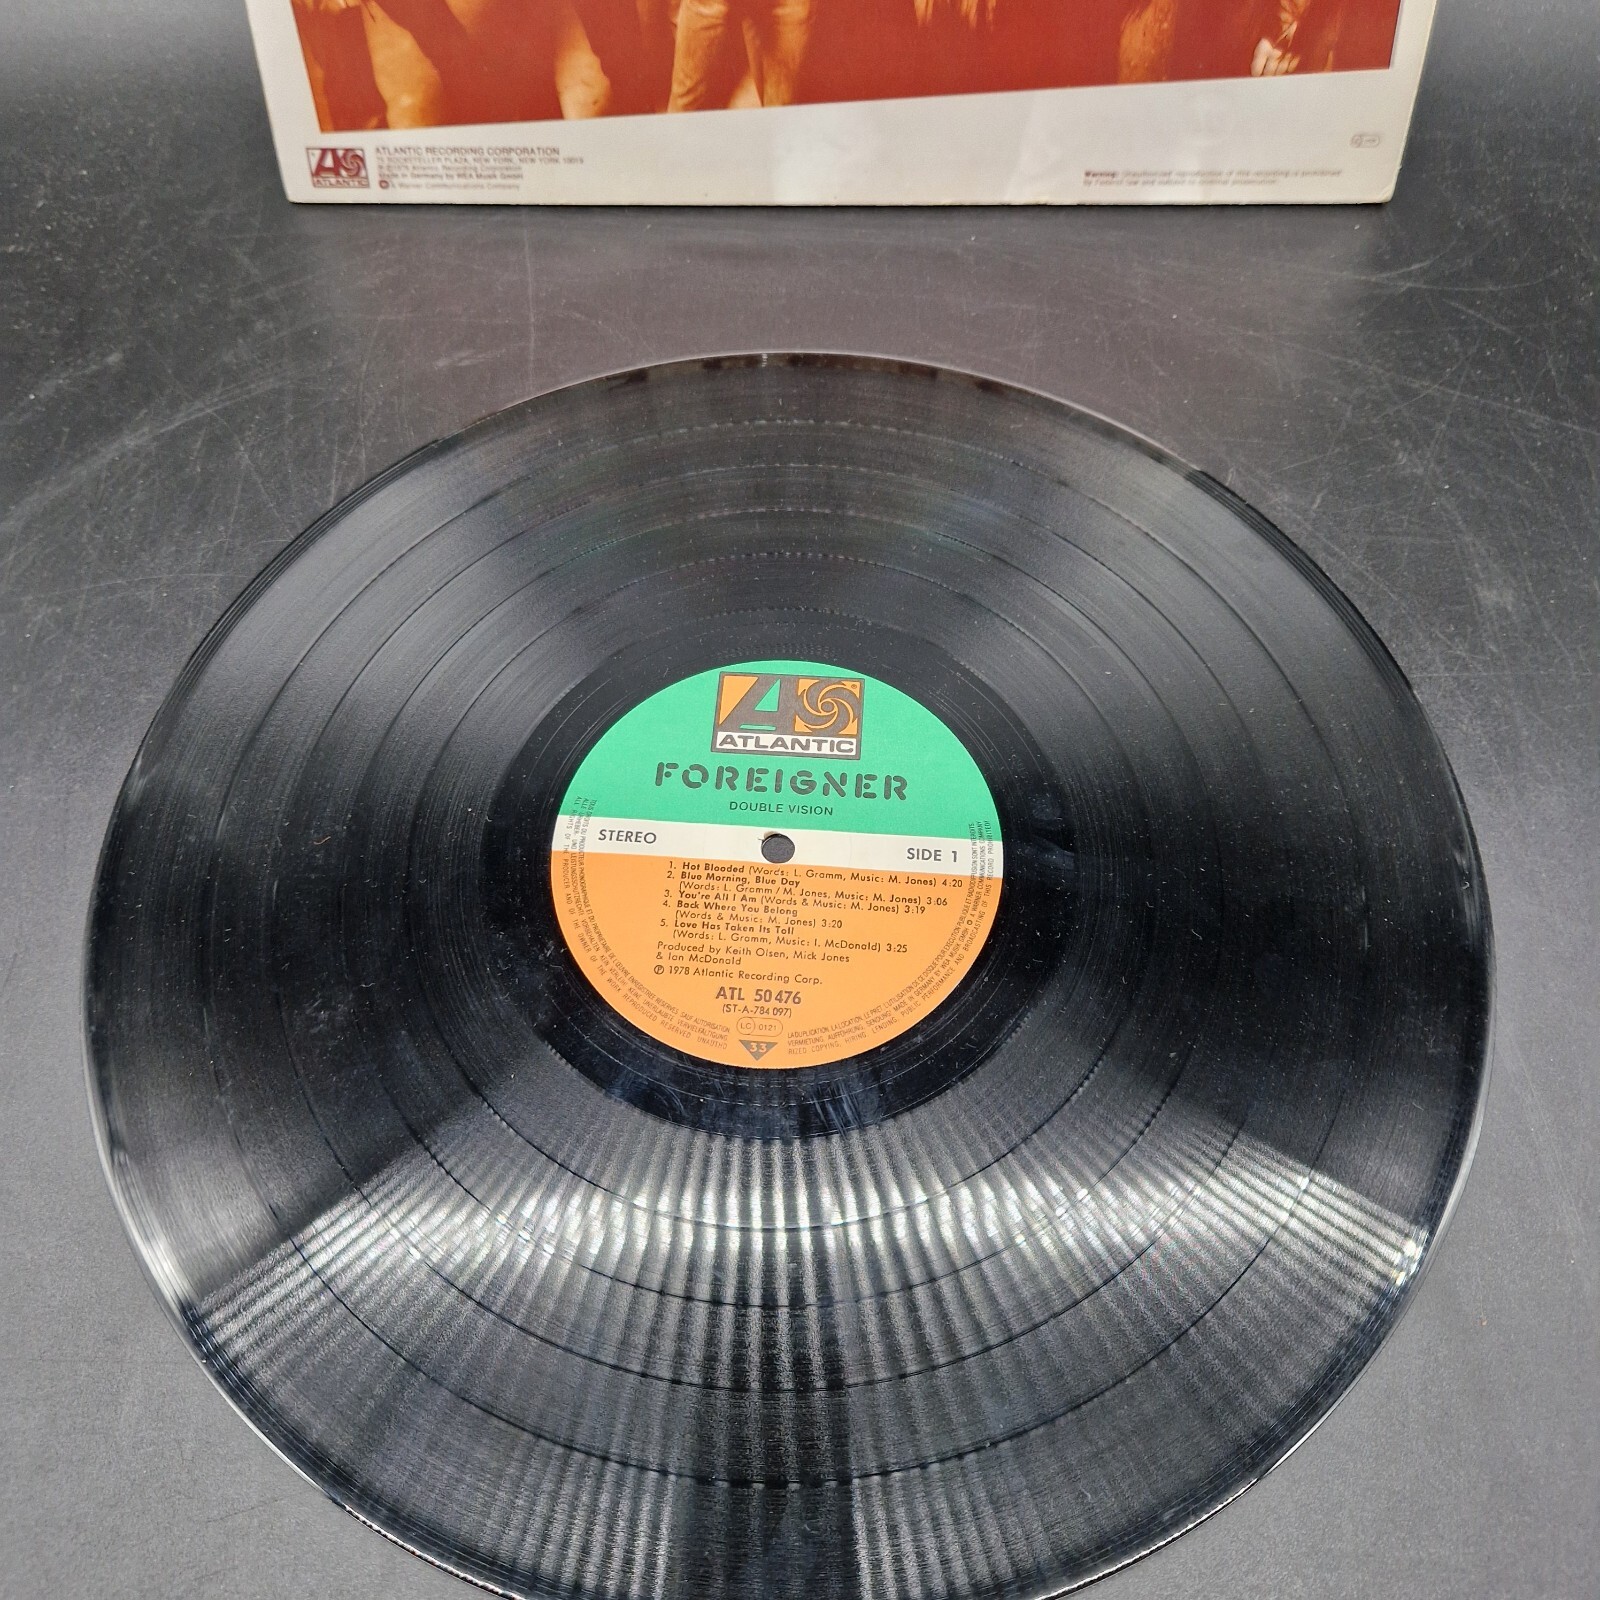 ATLANTIC RECORDING CORPORATION
75 ROCKEFELLER PLAZA, NEW YORK, NEW YORK 10019
Made in Germany by WEA Musik GmbH
A Warner Communications Company
ATLANTIC
Warning: Unauthorized reproduction of this recording is prohibited
by Federal law and subject to criminal prosecution.
ATLANTIC
FOREIGNER
DOUBLE VISION
STEREO
SIDE 1
1. Hot Blooded (Words: L. Gramm, Music: M. Jones) 4:20
2. Blue Morning, Blue Day
(Words: L. Gramm / M. Jones, Music: M. Jones) 3:06
3. You're All I Am (Words & Music: M. Jones) 3:19
4. Back Where You Belong
(Words & Music: M. Jones) 3:20
5. Love Has Taken Its Toll
(Words: L. Gramm, Music: I. McDonald) 3:25
Produced by Keith Olsen, Mick Jones
& Ian McDonald
℗ 1978 Atlantic Recording Corp.
ATL 50 476
(ST-A-784 097)
LC 0121
33